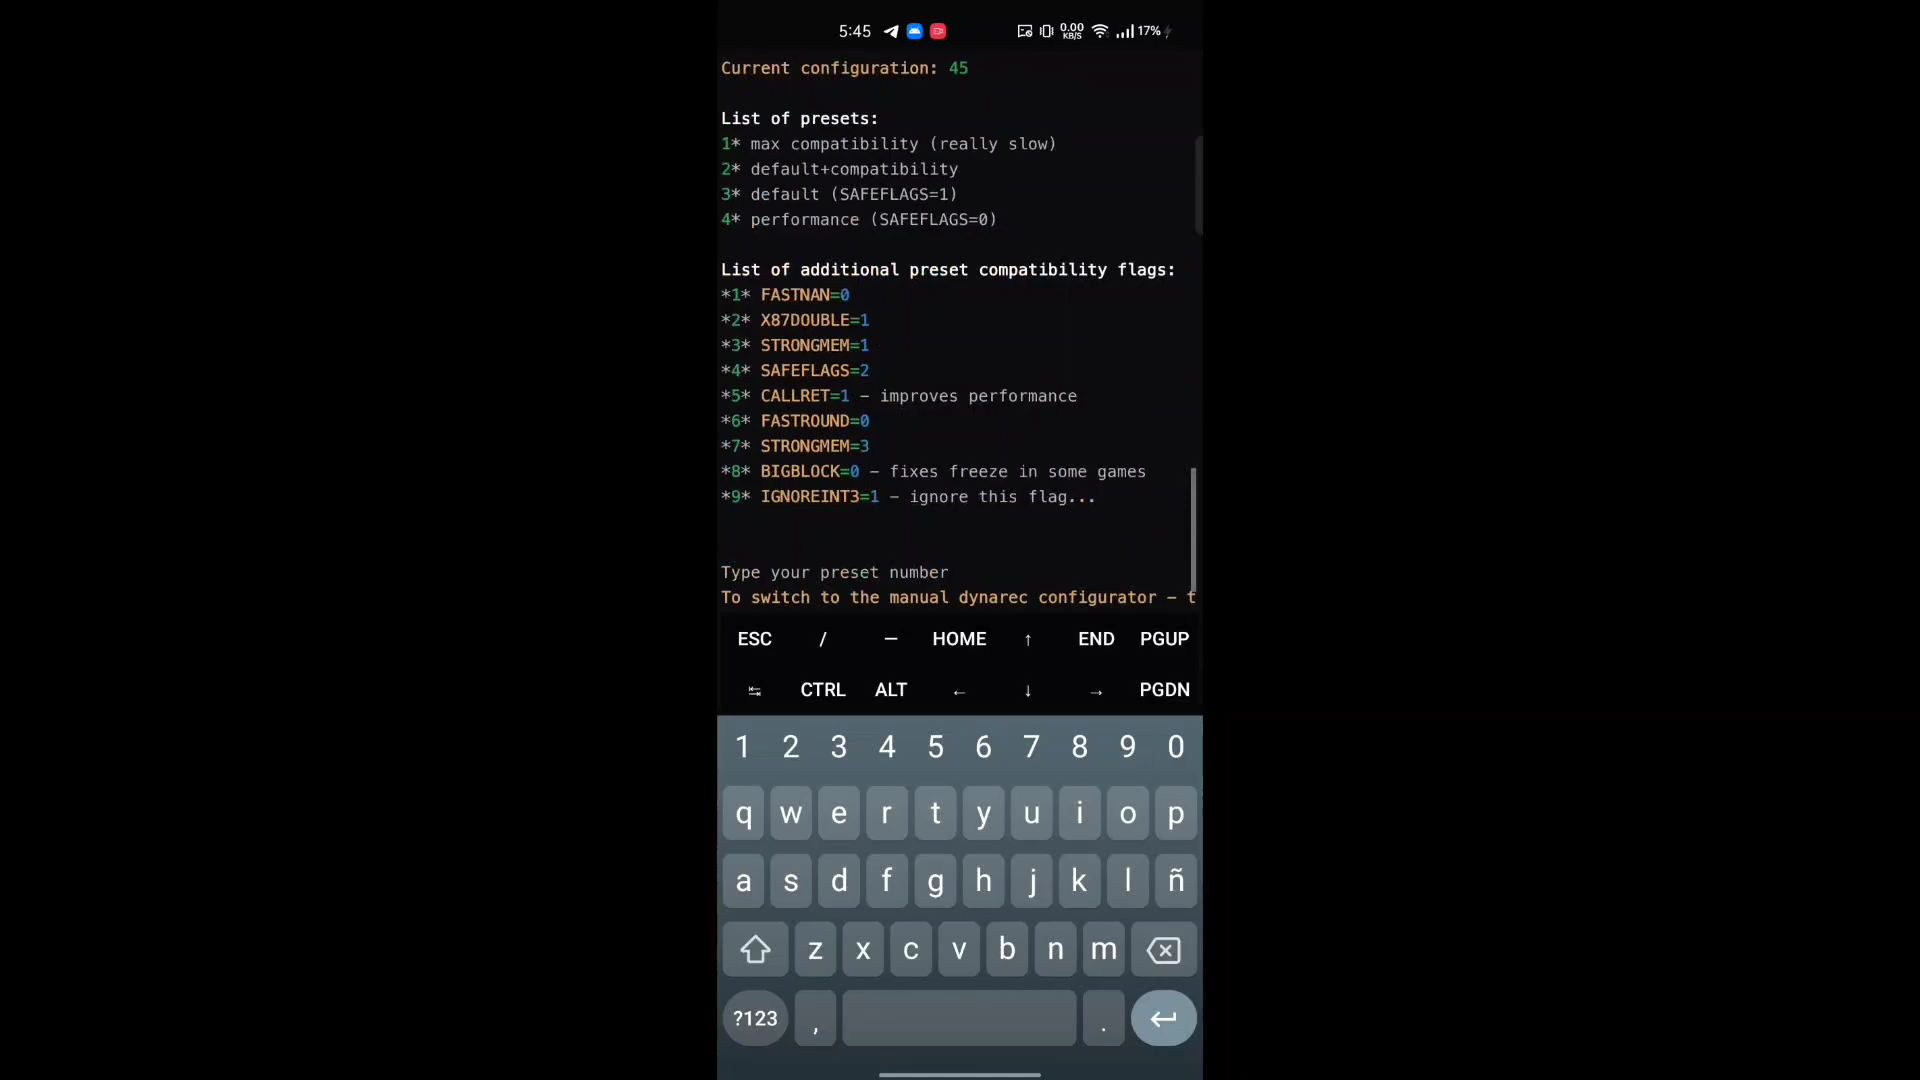 5:45 0.00 KB/S 17%
Current configuration: 45
List of presets:
1* max compatibility (really slow)
2* default+compatibility
3* default (SAFEFLAGS=1)
4* performance (SAFEFLAGS=0)
List of additional preset compatibility flags:
*1* FASTNAN=0
*2* X87DOUBLE=1
*3* STRONGMEM=1
*4* SAFEFLAGS=2
*5* CALLRET=1 – improves performance
*6* FASTROUND=0
*7* STRONGMEM=3
*8* BIGBLOCK=0 – fixes freeze in some games
*9* IGNOREINT3=1 – ignore this flag...
Type your preset number
To switch to the manual dynarec configurator – t
ESC / — HOME ↑ END PGUP
↹ CTRL ALT ← ↓ → PGDN
1 2 3 4 5 6 7 8 9 0
q w e r t y u i o p
a s d f g h j k l ñ
z x c v b n m
?123 , .